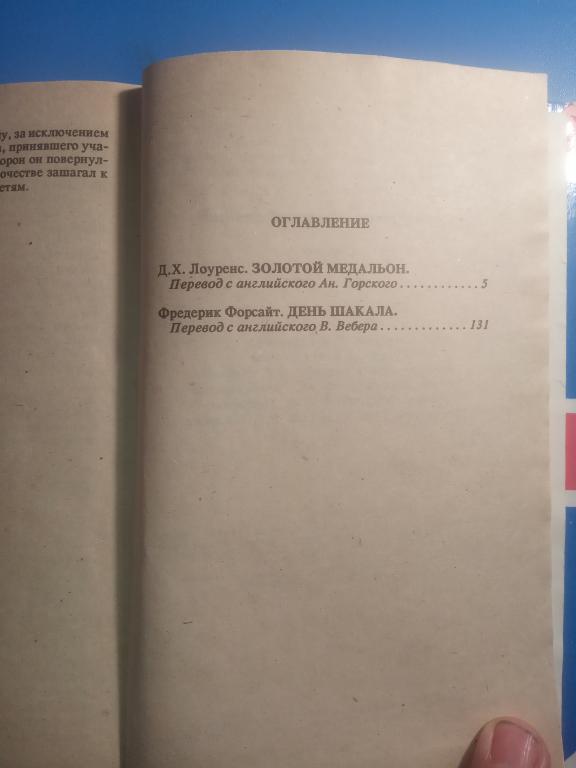 у, за исключением
, принявшего уча-
орон он повернул-
очестве зашагал к
етям.
ОГЛАВЛЕНИЕ
Д.Х. Лоуренс. ЗОЛОТОЙ МЕДАЛЬОН.
Перевод с английского Ан. Горского . . . . . . . . . . . . 5
Фредерик Форсайт. ДЕНЬ ШАКАЛА.
Перевод с английского В. Вебера . . . . . . . . . . . . . 131